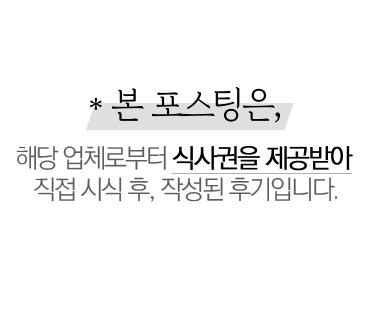 * 본 포스팅은,
해당 업체로부터 식사권을 제공받아
직접 시식 후, 작성된 후기입니다.